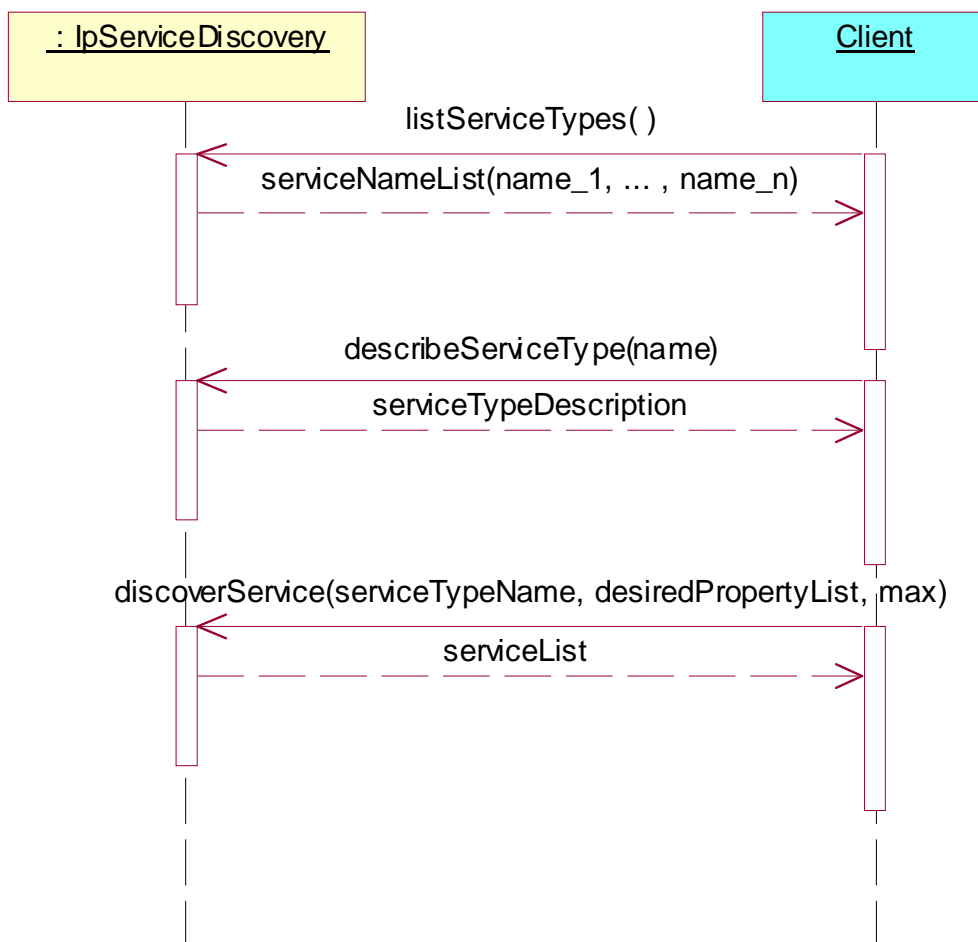 : IpServiceDiscovery
Client
listServiceTypes( )
serviceNameList(name_1, ... , name_n)
describeServiceType(name)
serviceTypeDescription
discoverService(serviceTypeName, desiredPropertyList, max)
serviceList